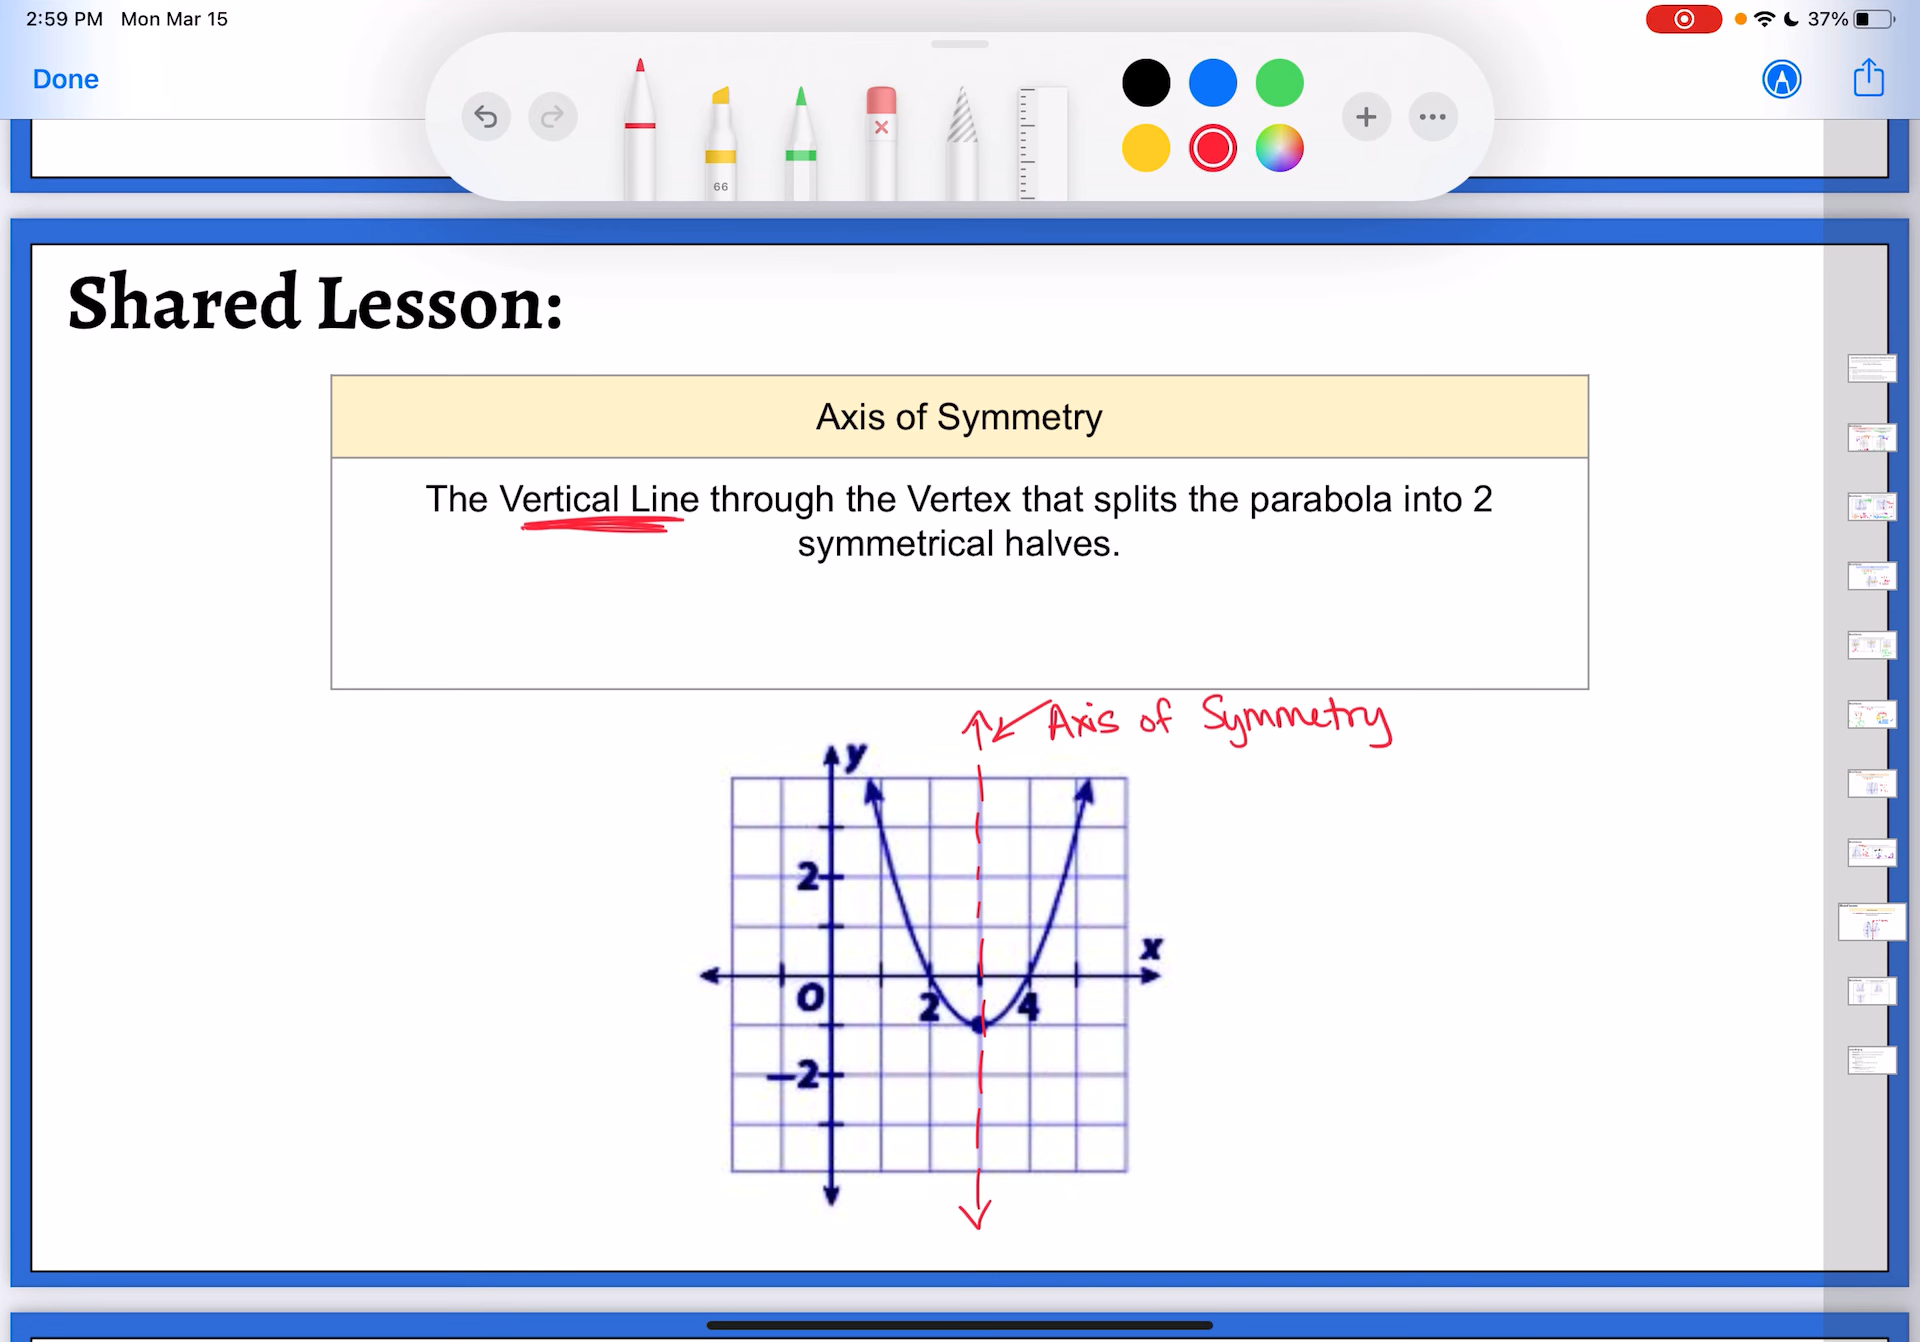 2:59 PM Mon Mar 15
37%
Done
66
Shared Lesson:
Axis of Symmetry
The Vertical Line through the Vertex that splits the parabola into 2
symmetrical halves.
Axis of Symmetry
y
2
x
O
2
4
-2